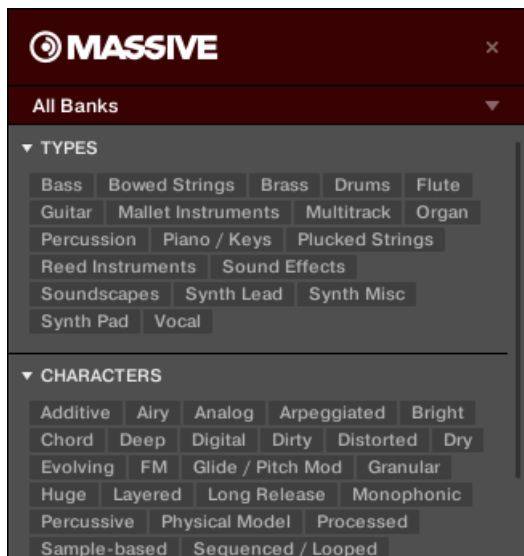 MASSIVE
All Banks
TYPES
Bass Bowed Strings Brass Drums Flute
Guitar Mallet Instruments Multitrack Organ
Percussion Piano / Keys Plucked Strings
Reed Instruments Sound Effects
Soundscapes Synth Lead Synth Misc
Synth Pad Vocal
CHARACTERS
Additive Airy Analog Arpeggiated Bright
Chord Deep Digital Dirty Distorted Dry
Evolving FM Glide / Pitch Mod Granular
Huge Layered Long Release Monophonic
Percussive Physical Model Processed
Sample-based Sequenced / Looped